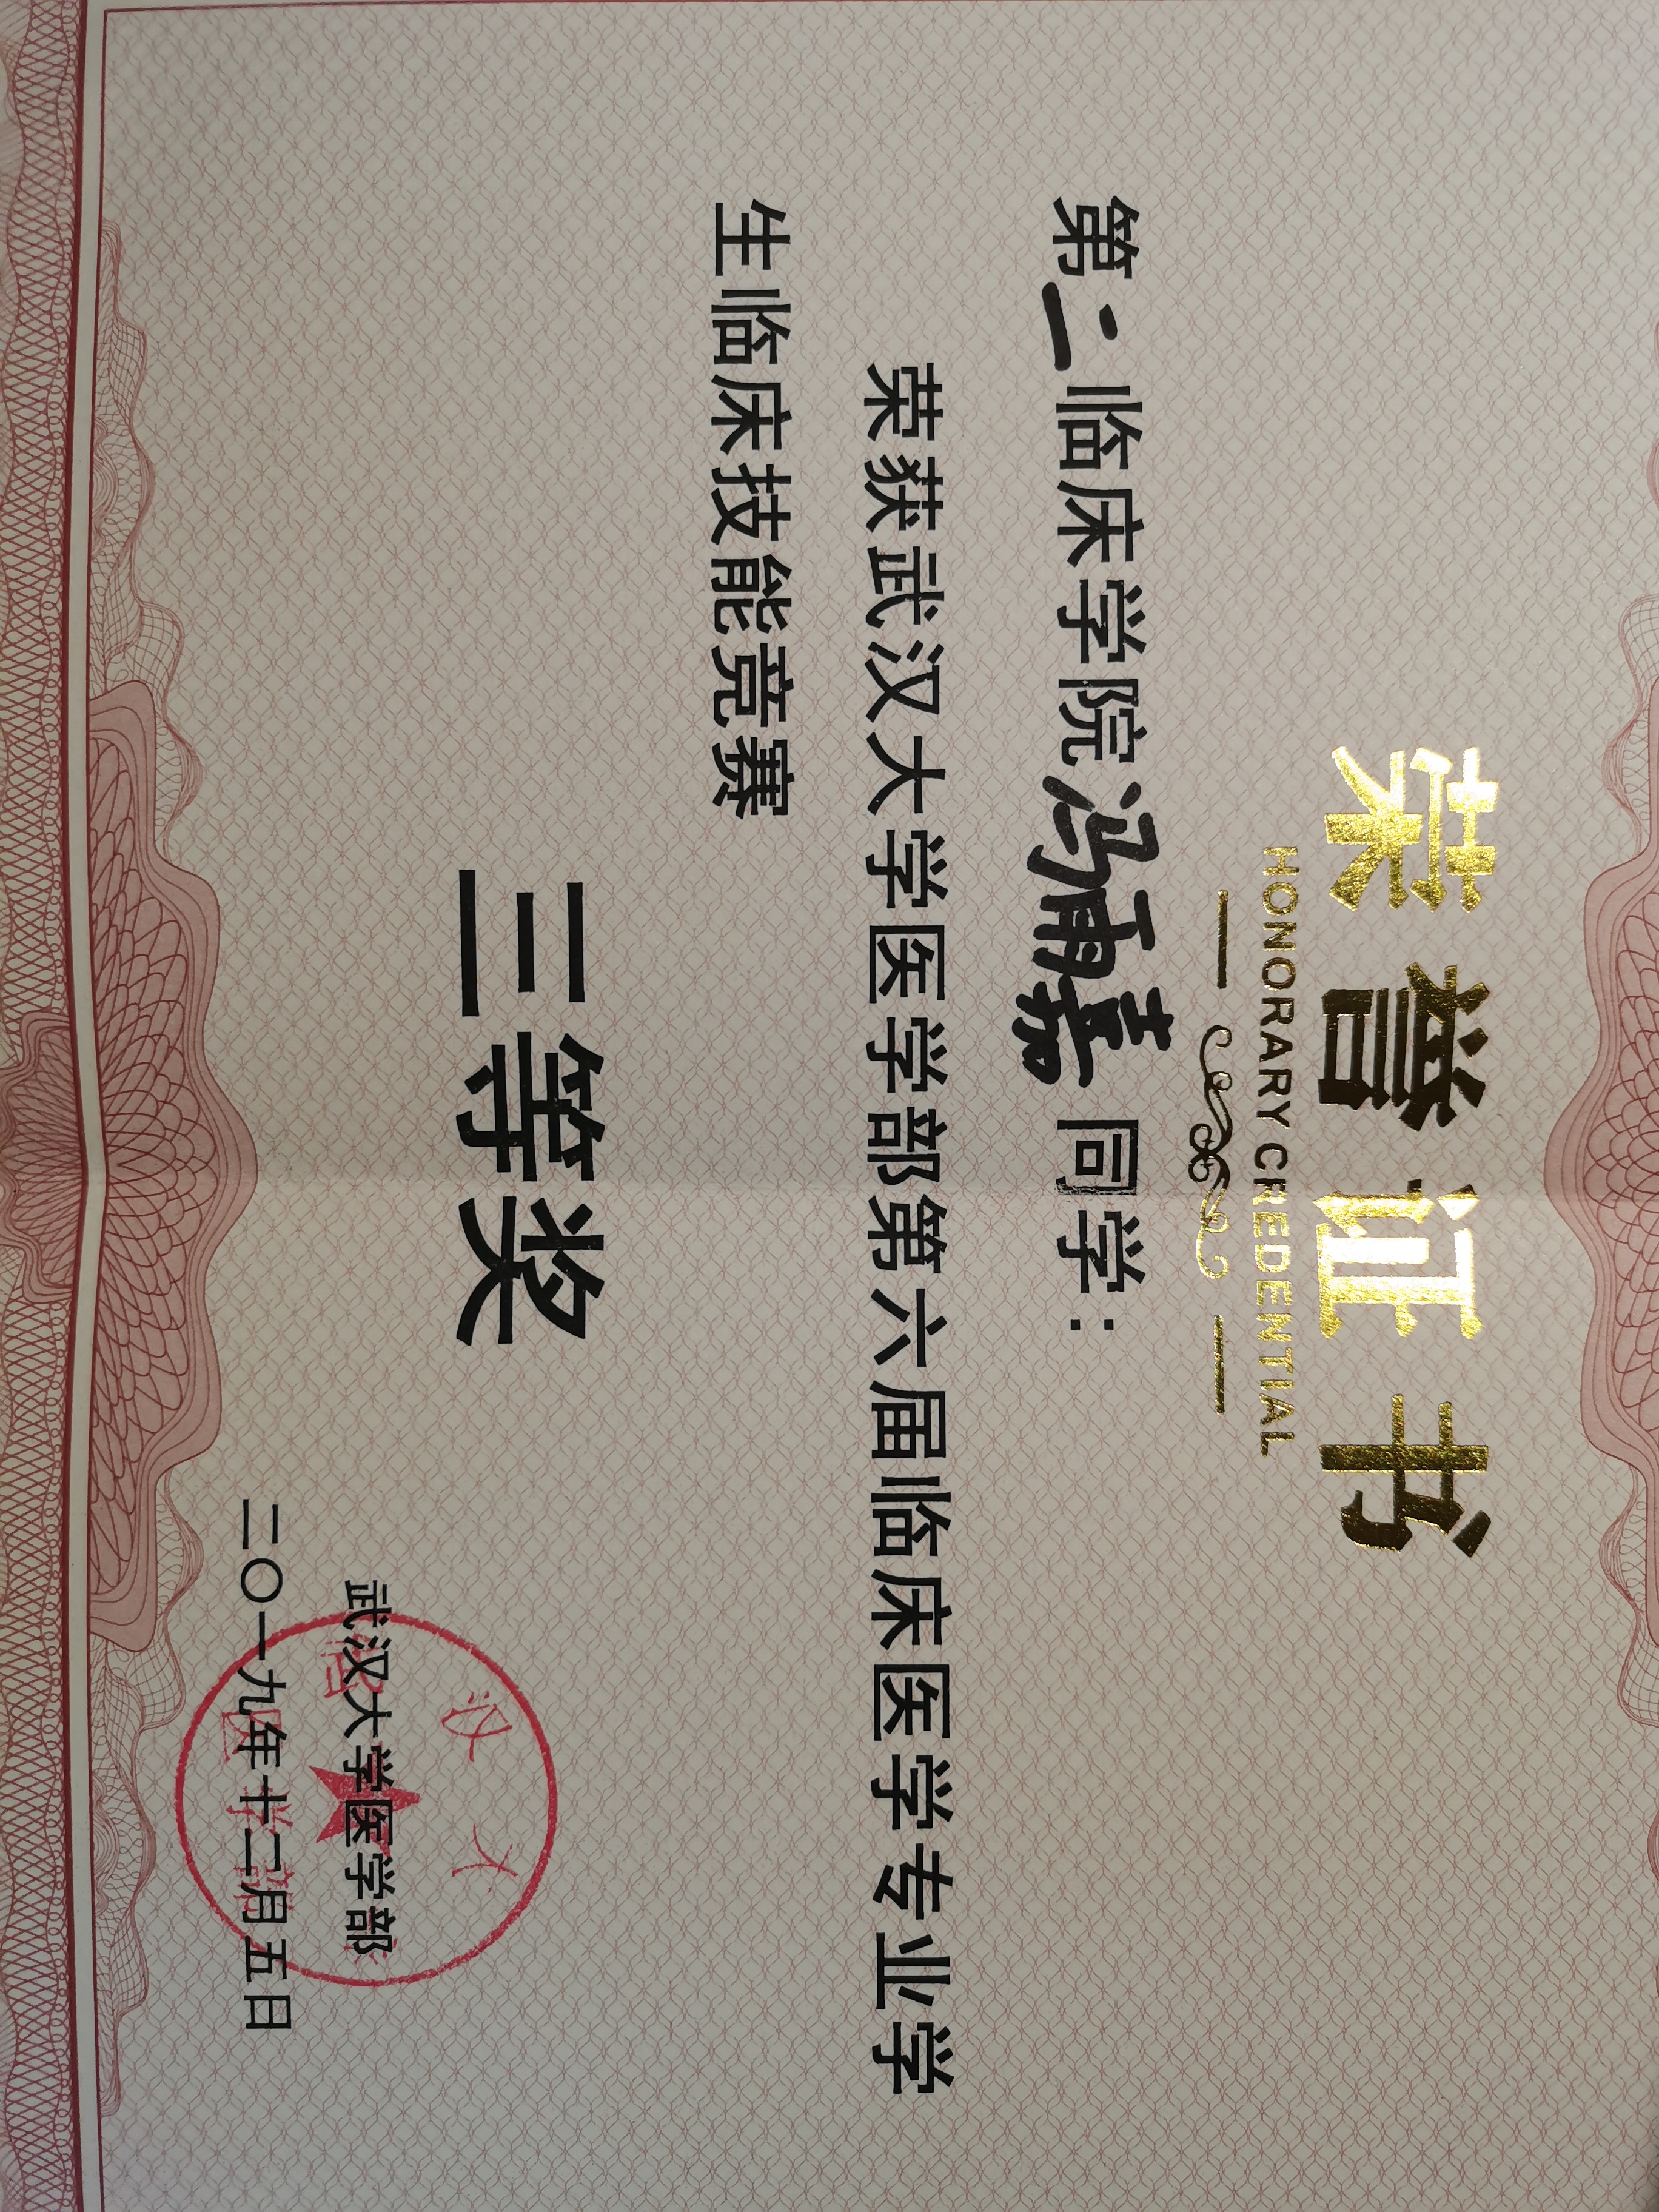 荣誉证书
HONORARY CREDENTIAL
第二临床学院冯雨嘉同学：
荣获武汉大学医学部第六届临床医学专业学
生临床技能竞赛
三等奖
汉大
武汉大学医学部
医学部
二〇一九年十二月五日